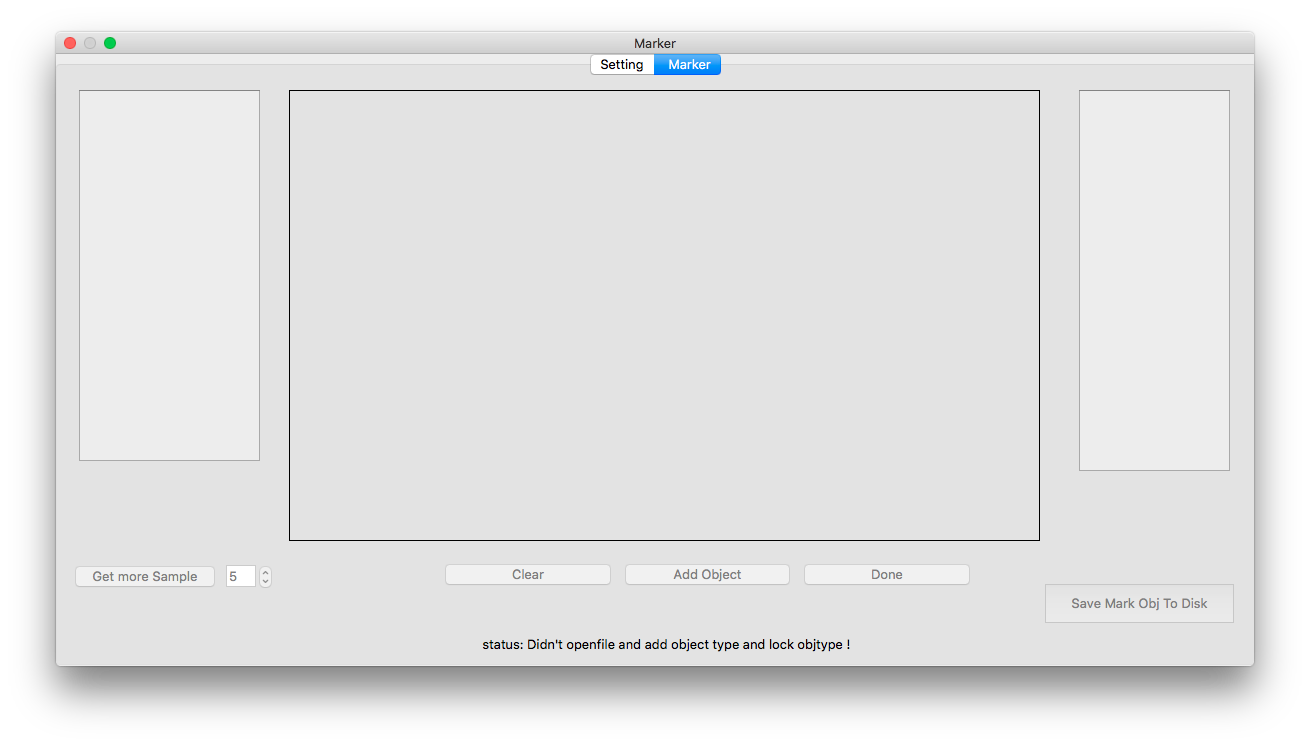 Marker
Setting
Marker
Get more Sample
5
Clear
Add Object
Done
Save Mark Obj To Disk
status: Didn't openfile and add object type and lock objtype !